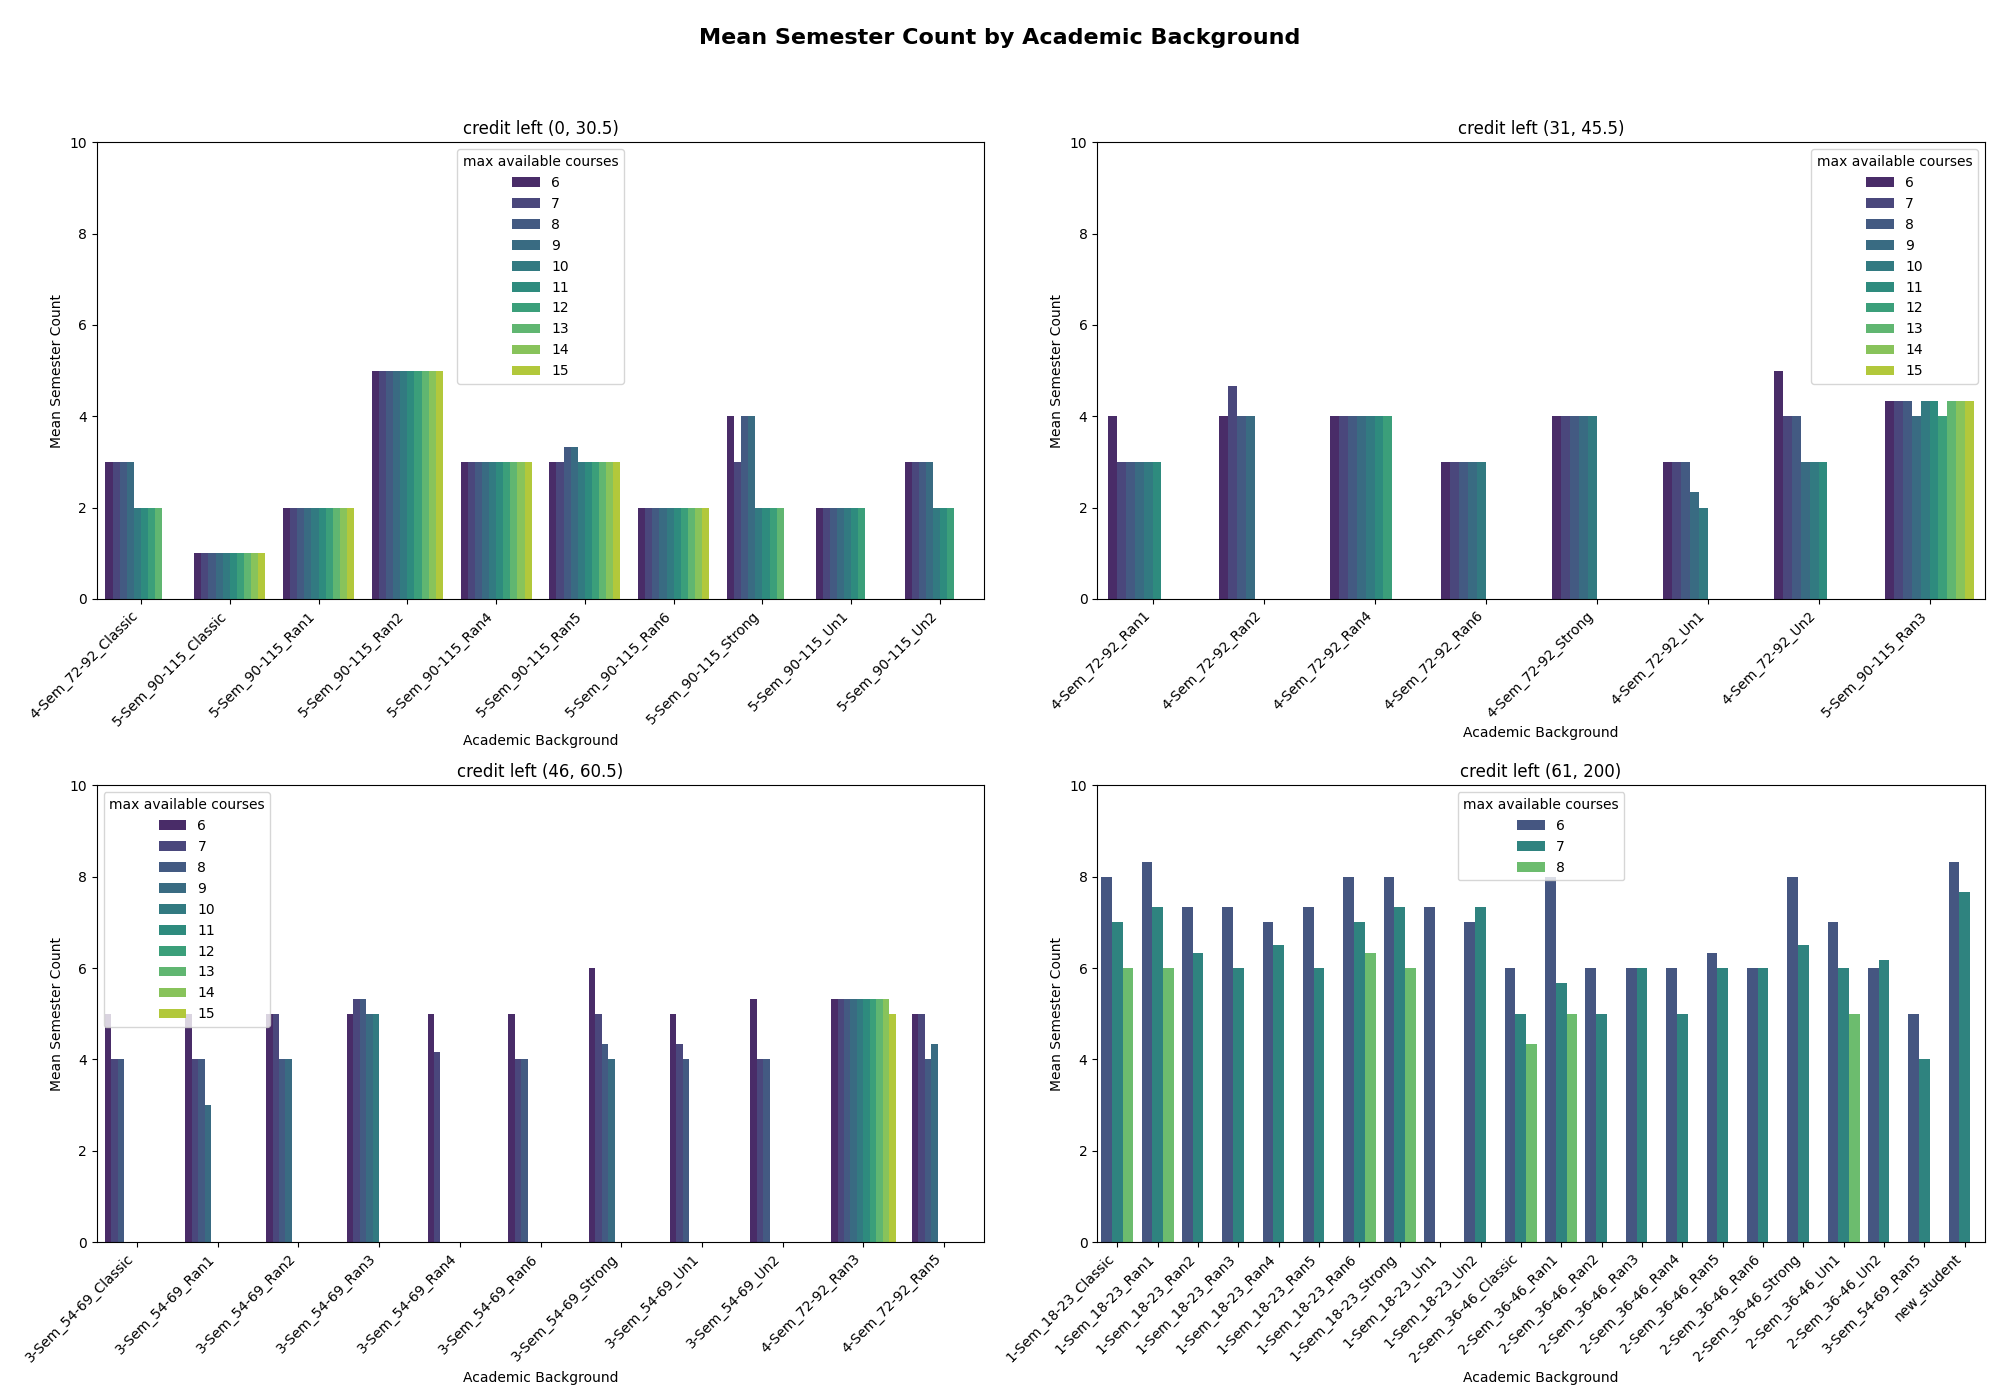 Mean Semester Count by Academic Background
credit left (0, 30.5)
max available courses
6
7
8
9
10
11
12
13
14
15
10
8
6
4
2
0
Mean Semester Count
4-Sem_72-92_Classic
5-Sem_90-115_Classic
5-Sem_90-115_Ran1
5-Sem_90-115_Ran2
5-Sem_90-115_Ran4
5-Sem_90-115_Ran5
5-Sem_90-115_Ran6
5-Sem_90-115_Strong
5-Sem_90-115_Un1
5-Sem_90-115_Un2
Academic Background
credit left (31, 45.5)
max available courses
6
7
8
9
10
11
12
13
14
15
10
8
6
4
2
0
Mean Semester Count
4-Sem_72-92_Ran1
4-Sem_72-92_Ran2
4-Sem_72-92_Ran4
4-Sem_72-92_Ran6
4-Sem_72-92_Strong
4-Sem_72-92_Un1
4-Sem_72-92_Un2
5-Sem_90-115_Ran3
Academic Background
credit left (46, 60.5)
max available courses
6
7
8
9
10
11
12
13
14
15
10
8
6
4
2
0
Mean Semester Count
3-Sem_54-69_Classic
3-Sem_54-69_Ran1
3-Sem_54-69_Ran2
3-Sem_54-69_Ran3
3-Sem_54-69_Ran4
3-Sem_54-69_Ran6
3-Sem_54-69_Strong
3-Sem_54-69_Un1
3-Sem_54-69_Un2
4-Sem_72-92_Ran3
4-Sem_72-92_Ran5
Academic Background
credit left (61, 200)
max available courses
6
7
8
10
8
6
4
2
0
Mean Semester Count
1-Sem_18-23_Classic
1-Sem_18-23_Ran1
1-Sem_18-23_Ran2
1-Sem_18-23_Ran3
1-Sem_18-23_Ran4
1-Sem_18-23_Ran5
1-Sem_18-23_Ran6
1-Sem_18-23_Strong
1-Sem_18-23_Un1
1-Sem_18-23_Un2
2-Sem_36-46_Classic
2-Sem_36-46_Ran1
2-Sem_36-46_Ran2
2-Sem_36-46_Ran3
2-Sem_36-46_Ran4
2-Sem_36-46_Ran5
2-Sem_36-46_Ran6
2-Sem_36-46_Strong
2-Sem_36-46_Un1
2-Sem_36-46_Un2
3-Sem_54-69_Ran5
new_student
Academic Background